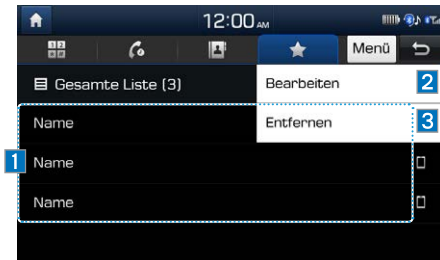 12:00 AM
Menü
Gesamte Liste (3)
Bearbeiten
2
Name
Entfernen
3
1
Name
Name